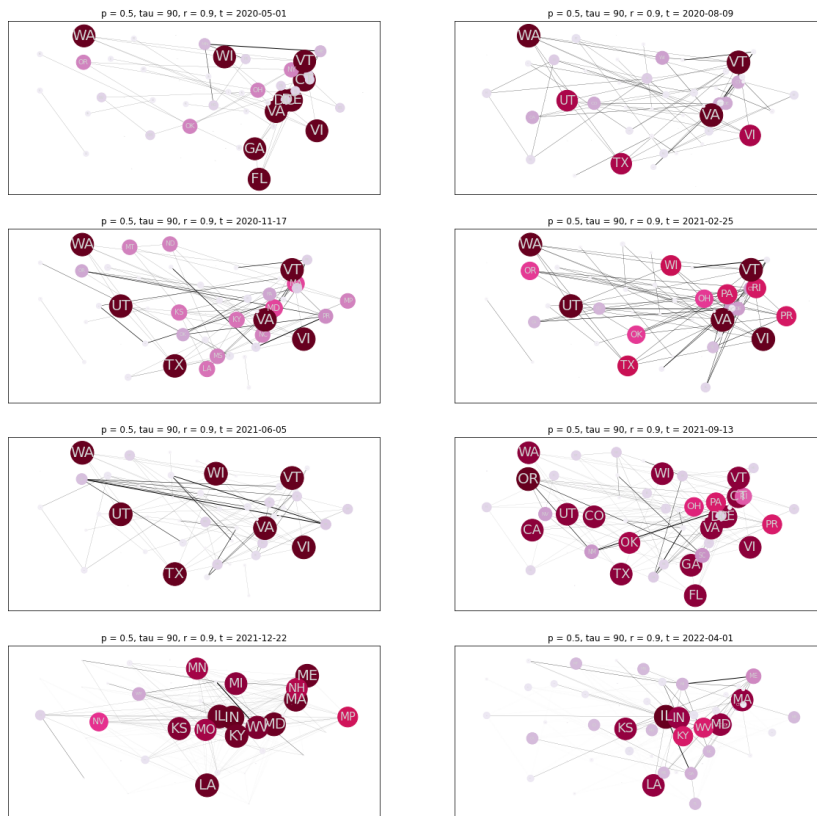 p = 0.5, tau = 90, r = 0.9, t = 2020-05-01
WA
OR
WI
VT
OH
OK
VA
VI
GA
FL
p = 0.5, tau = 90, r = 0.9, t = 2020-08-09
WA
VT
UT
VA
VI
TX
p = 0.5, tau = 90, r = 0.9, t = 2020-11-17
WA
MT
ND
VT
UT
MP
KS
KY
MD
VA
PR
VI
MS
TX
LA
p = 0.5, tau = 90, r = 0.9, t = 2021-02-25
WA
OR
WI
VT
RI
PA
OH
UT
VA
PR
OK
VI
TX
p = 0.5, tau = 90, r = 0.9, t = 2021-06-05
WA
WI
VT
UT
VA
VI
TX
p = 0.5, tau = 90, r = 0.9, t = 2021-09-13
WA
OR
WI
VT
PA
OH
UT
CO
DE
CA
VA
PR
OK
VI
GA
TX
FL
p = 0.5, tau = 90, r = 0.9, t = 2021-12-22
MN
MI
ME
NH
MA
NV
IL
IN
MP
KS
MO
KY
WV
MD
LA
p = 0.5, tau = 90, r = 0.9, t = 2022-04-01
ME
MA
IL
IN
KS
KY
WV
MD
LA